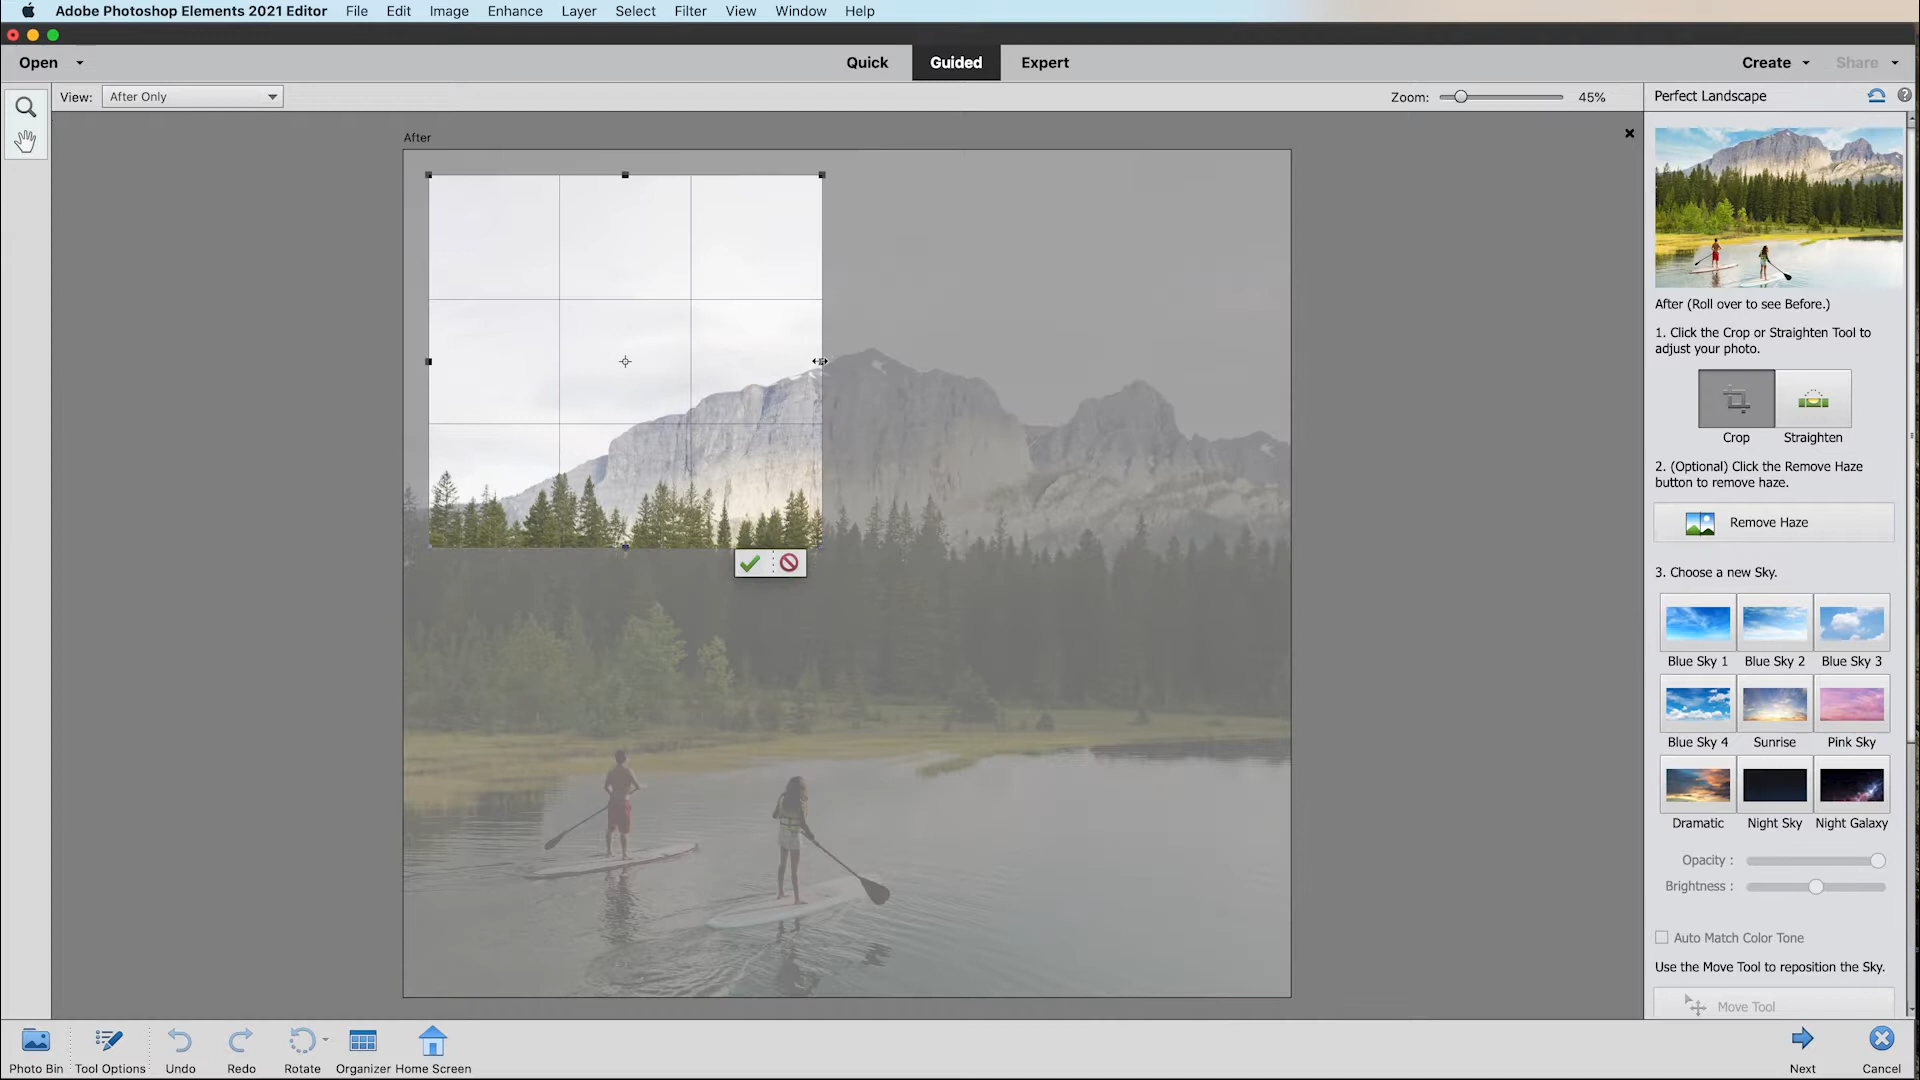 Adobe Photoshop Elements 2021 Editor File Edit Image Enhance Layer Select Filter View Window Help
Open Quick Guided Expert Create Share
View: After Only Zoom: 45% Perfect Landscape
After
After (Roll over to see Before.)
1. Click the Crop or Straighten Tool to
adjust your photo.
Crop Straighten
2. (Optional) Click the Remove Haze
button to remove haze.
Remove Haze
3. Choose a new Sky.
Blue Sky 1 Blue Sky 2 Blue Sky 3
Blue Sky 4 Sunrise Pink Sky
Dramatic Night Sky Night Galaxy
Opacity :
Brightness :
Auto Match Color Tone
Use the Move Tool to reposition the Sky.
Move Tool
Photo Bin Tool Options Undo Redo Rotate Organizer Home Screen Next Cancel